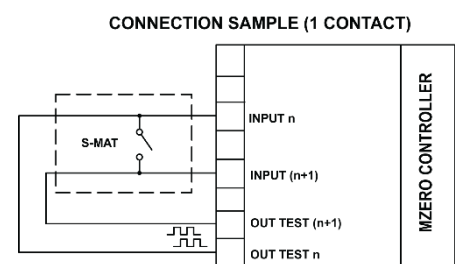 CONNECTION SAMPLE (1 CONTACT)
S-MAT
INPUT n
INPUT (n+1)
OUT TEST (n+1)
OUT TEST n
MZERO CONTROLLER